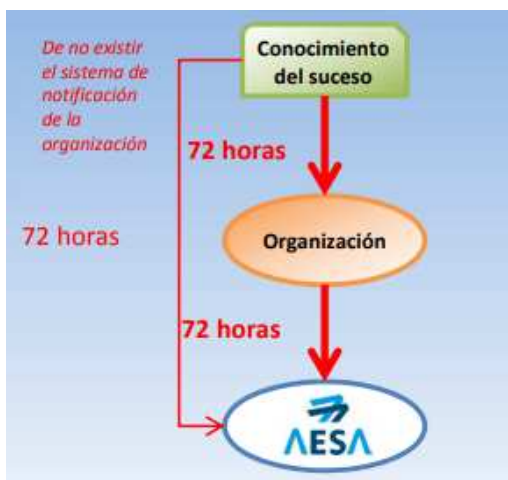 De no existir
el sistema de
notificación
de la
organización
Conocimiento
del suceso
72 horas
72 horas
Organización
72 horas
AESA